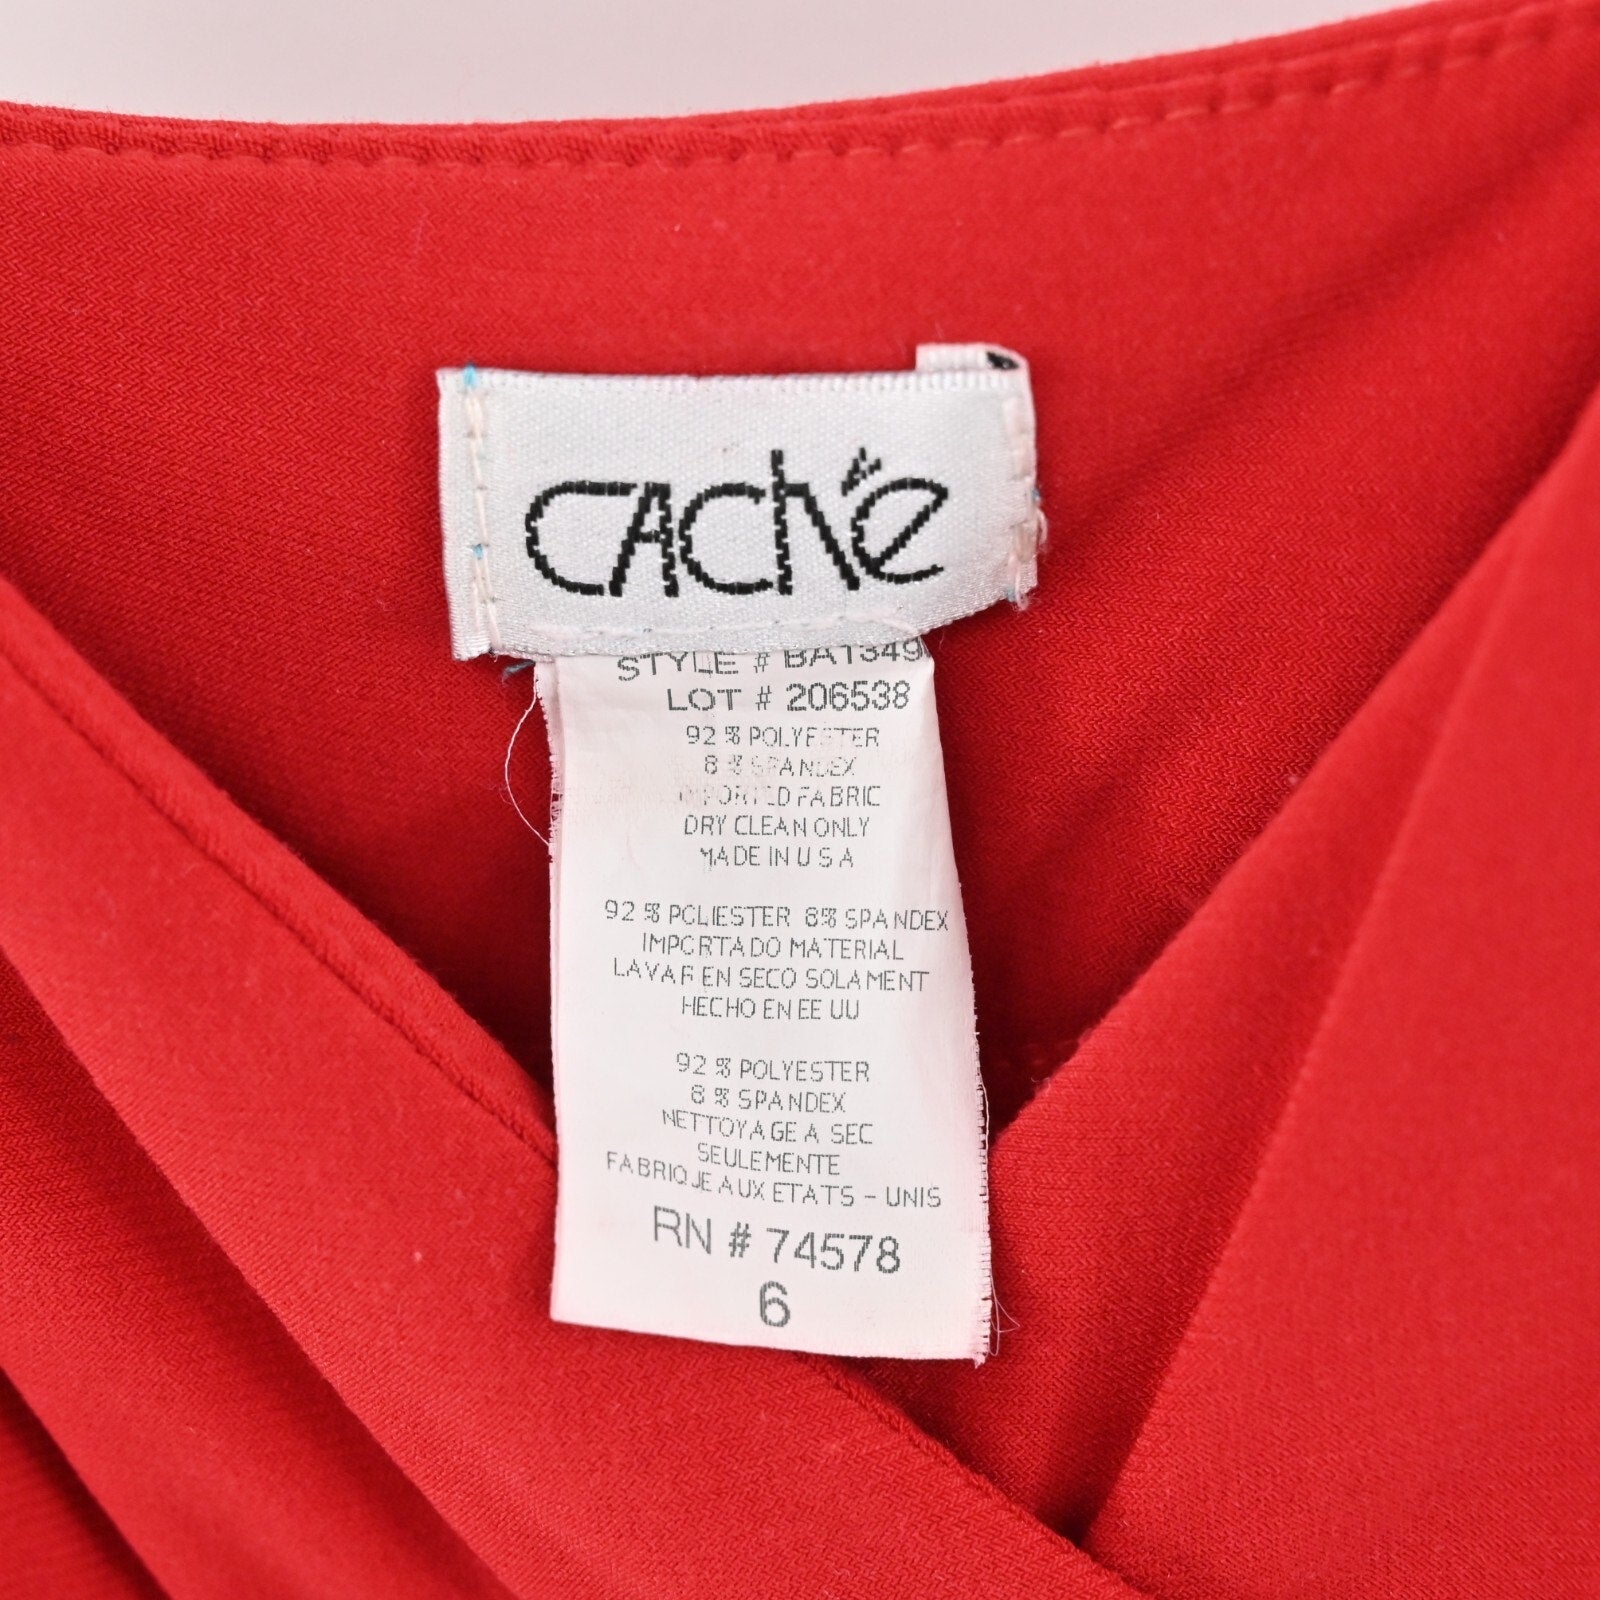 CACHÉ
STYLE # BA1349
LOT # 206538
92 % POLYESTER
8 % SPANDEX
IMPORTED FABRIC
DRY CLEAN ONLY
MADE IN U S A
92 % POLIESTER 8% SPANDEX
IMPORTADO MATERIAL
LAVAR EN SECO SOLAMENT
HECHO EN EE UU
92 % POLYESTER
8 % SPANDEX
NETTOYAGE A SEC
SEULEMENTE
FABRIQUE AUX ETATS - UNIS
RN # 74578
6